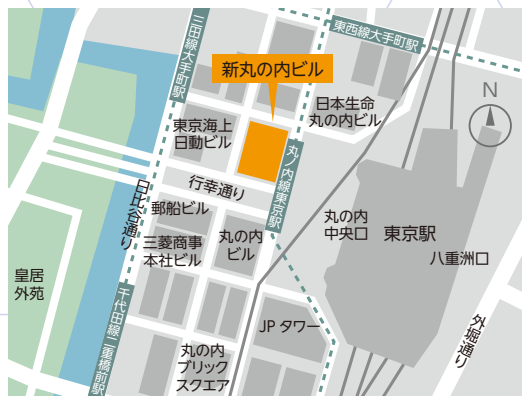 東西線大手町駅
三田線大手町駅
新丸の内ビル
N
日本生命
丸の内ビル
東京海上
日動ビル
丸ノ内線東京駅
行幸通り
日比谷通り
郵船ビル
丸の内
ビル
三菱商事
本社ビル
丸の内
中央口
東京駅
八重洲口
皇居
外苑
千代田線二重橋前駅
JP タワー
外堀通り
丸の内
ブリック
スクエア